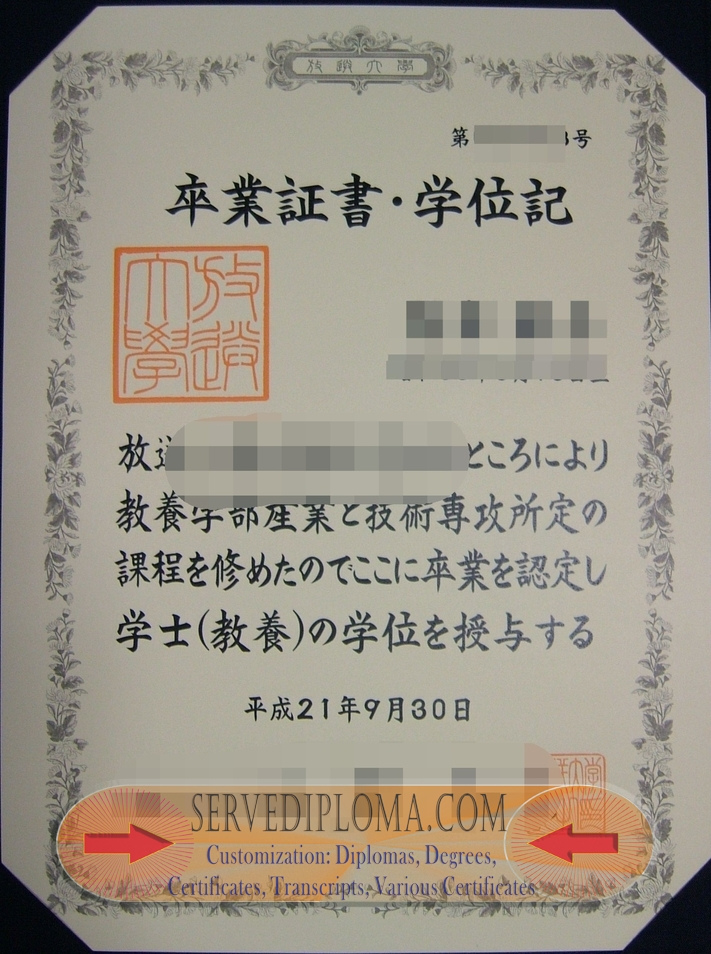 放送大學
第 号
卒業証書・学位記
放送大學
放 ところにより
教養学部産業と技術専攻所定の
課程を修めたのでここに卒業を認定し
学士(教養)の学位を授与する
平成21年9月30日
SERVEDIPLOMA.COM
Customization: Diplomas, Degrees,
Certificates, Transcripts, Various Certificates